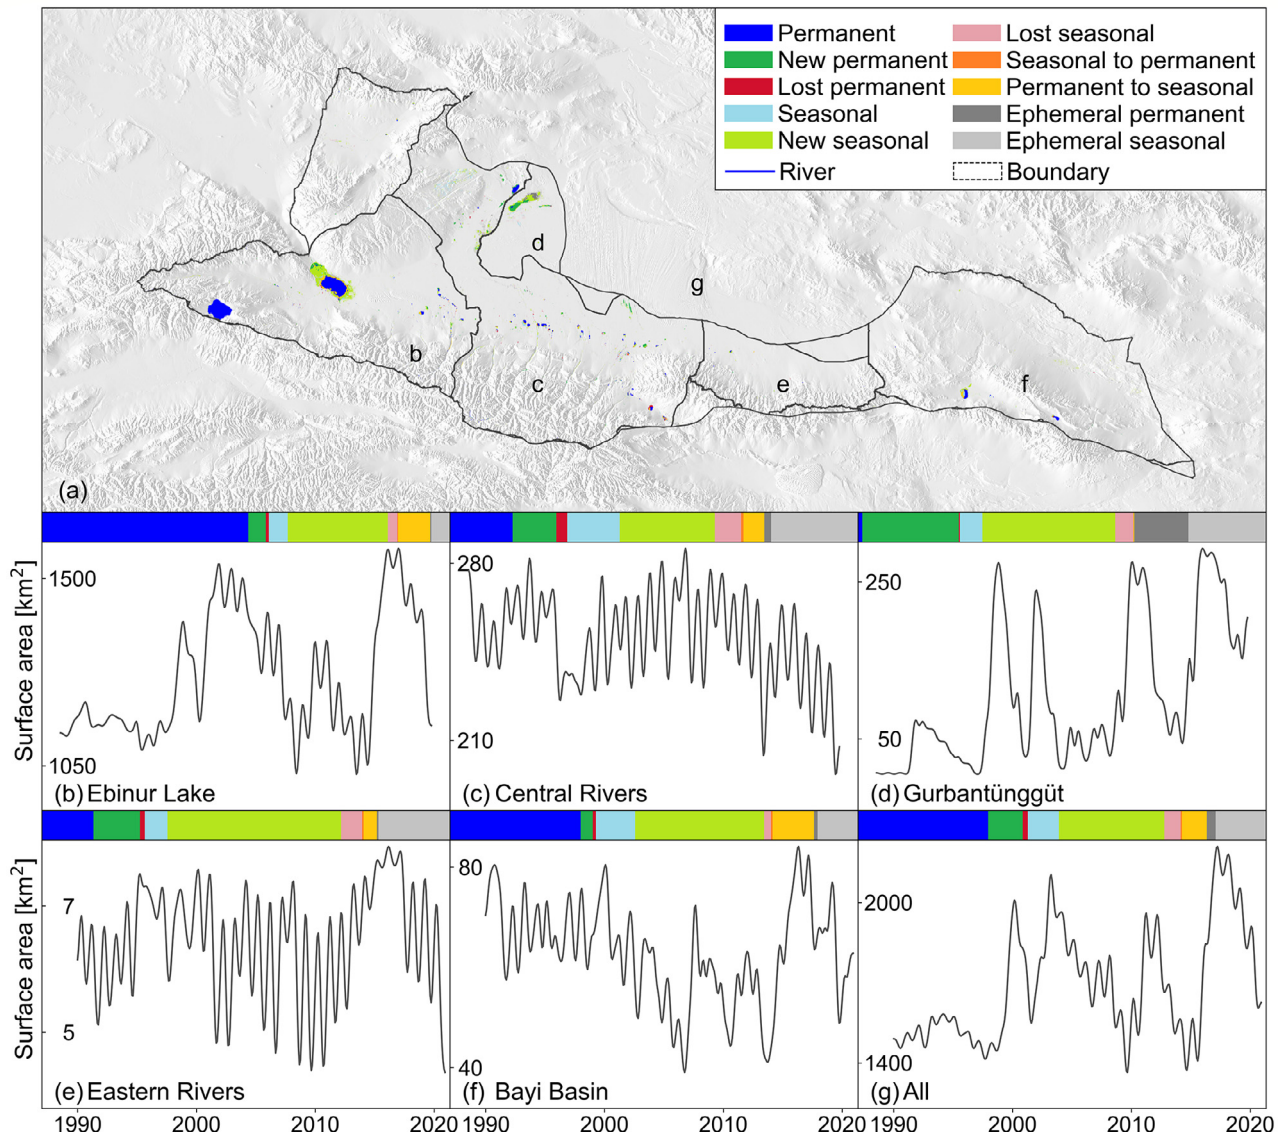 Permanent
New permanent
Lost permanent
Seasonal
New seasonal
River
Lost seasonal
Seasonal to permanent
Permanent to seasonal
Ephemeral permanent
Ephemeral seasonal
Boundary
d
g
b
c
e
f
(a)
Surface area [km²]
1500
1050
(b) Ebinur Lake
280
210
(c) Central Rivers
250
50
(d) Gurbantünggüt
Surface area [km²]
7
5
(e) Eastern Rivers
80
40
(f) Bayi Basin
2000
1400
(g) All
1990 2000 2010 2020 1990 2000 2010 2020 1990 2000 2010 2020